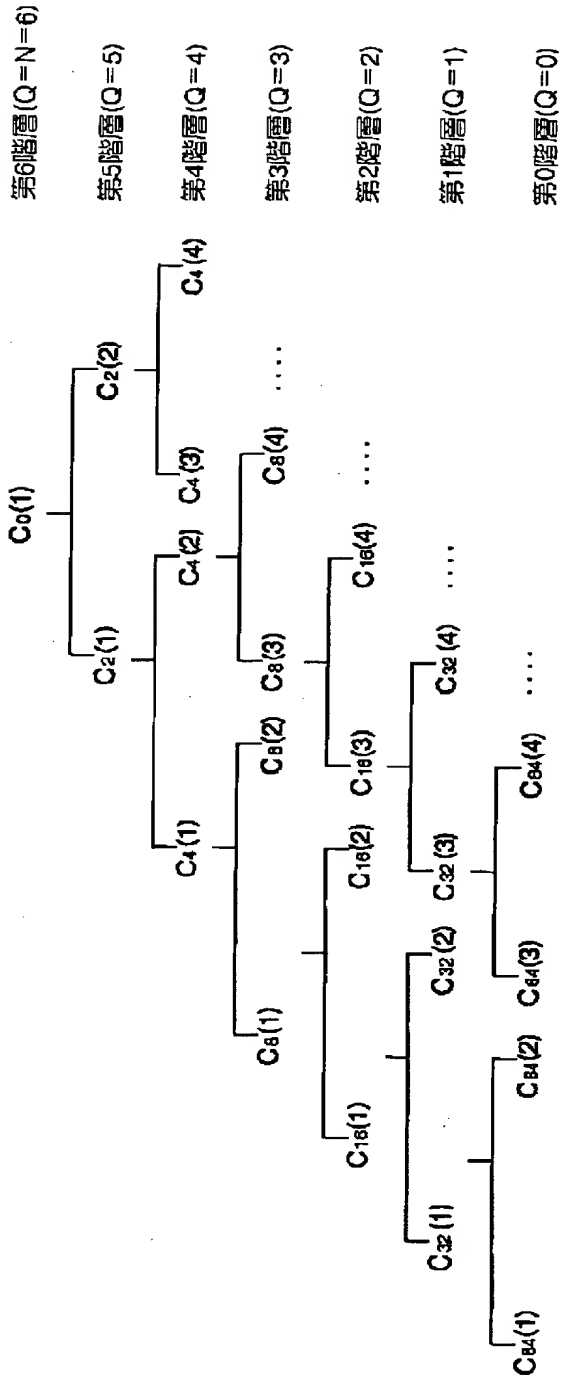 C0(1) 第6階層(Q=N=6)
C2(1) C2(2) 第5階層(Q=5)
C4(1) C4(2) C4(3) C4(4) 第4階層(Q=4)
C8(1) C8(2) C8(3) C8(4) .... 第3階層(Q=3)
C16(1) C16(2) C16(3) C16(4) .... 第2階層(Q=2)
C32(1) C32(2) C32(3) C32(4) .... 第1階層(Q=1)
C64(1) C64(2) C64(3) C64(4) .... 第0階層(Q=0)